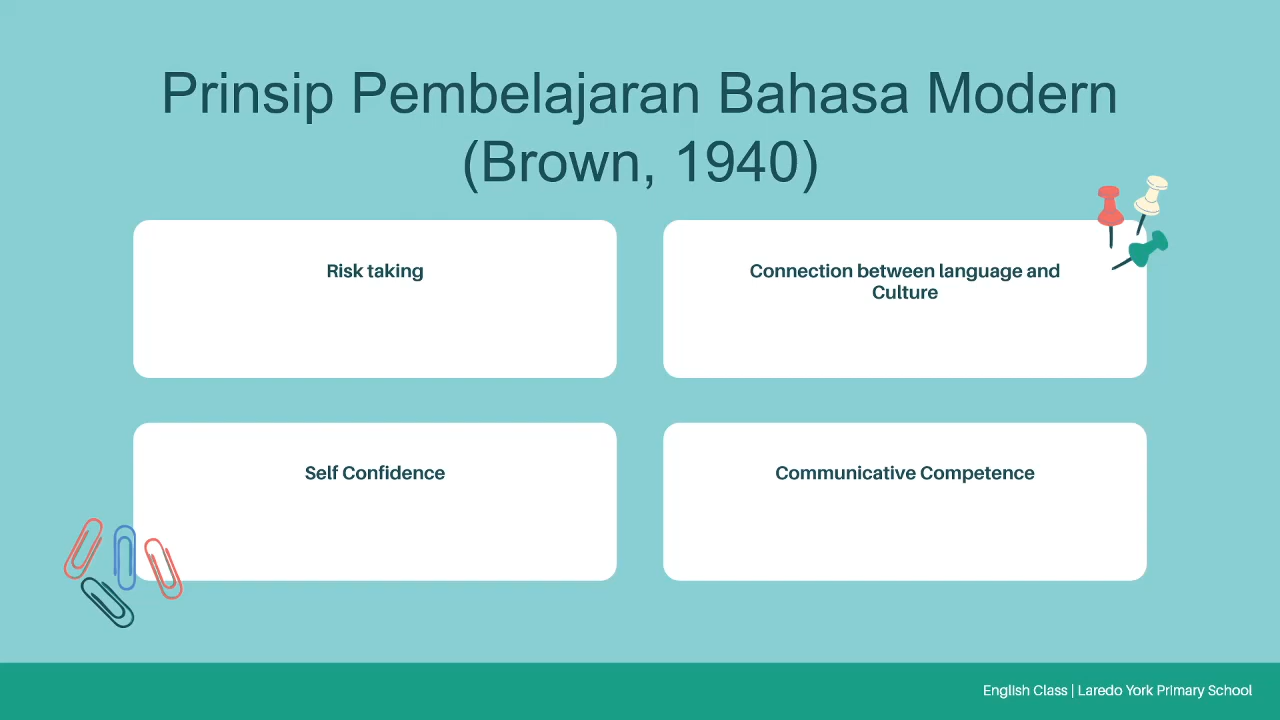 Prinsip Pembelajaran Bahasa Modern
(Brown, 1940)
Risk taking
Connection between language and
Culture
Self Confidence
Communicative Competence
English Class | Laredo York Primary School